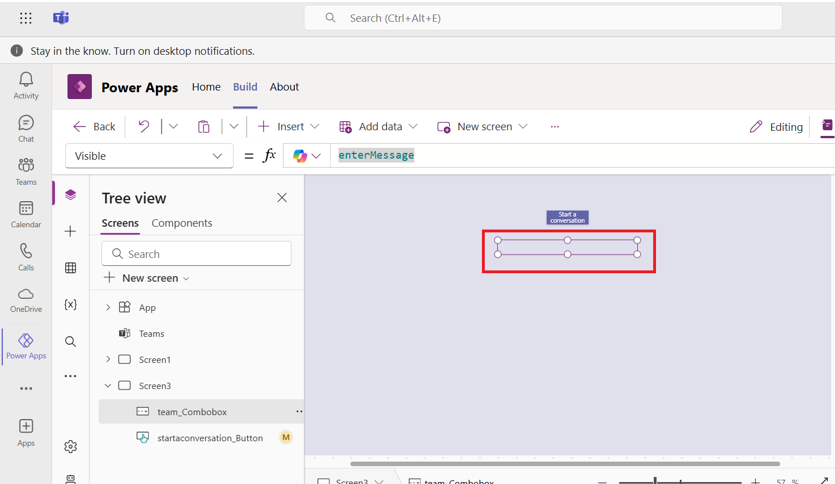 Search (Ctrl+Alt+E)
Stay in the know. Turn on desktop notifications.
Activity
Chat
Teams
Calendar
Calls
OneDrive
Power Apps
Apps
Power Apps Home Build About
Back Insert Add data New screen ... Editing
Visible = fx enterMessage
Tree view
Screens Components
Search
New screen
App
Teams
Screen1
Screen3
team_Combobox
startaconversation_Button M
Start a
conversation
Screen3 team_Combobox 57 %